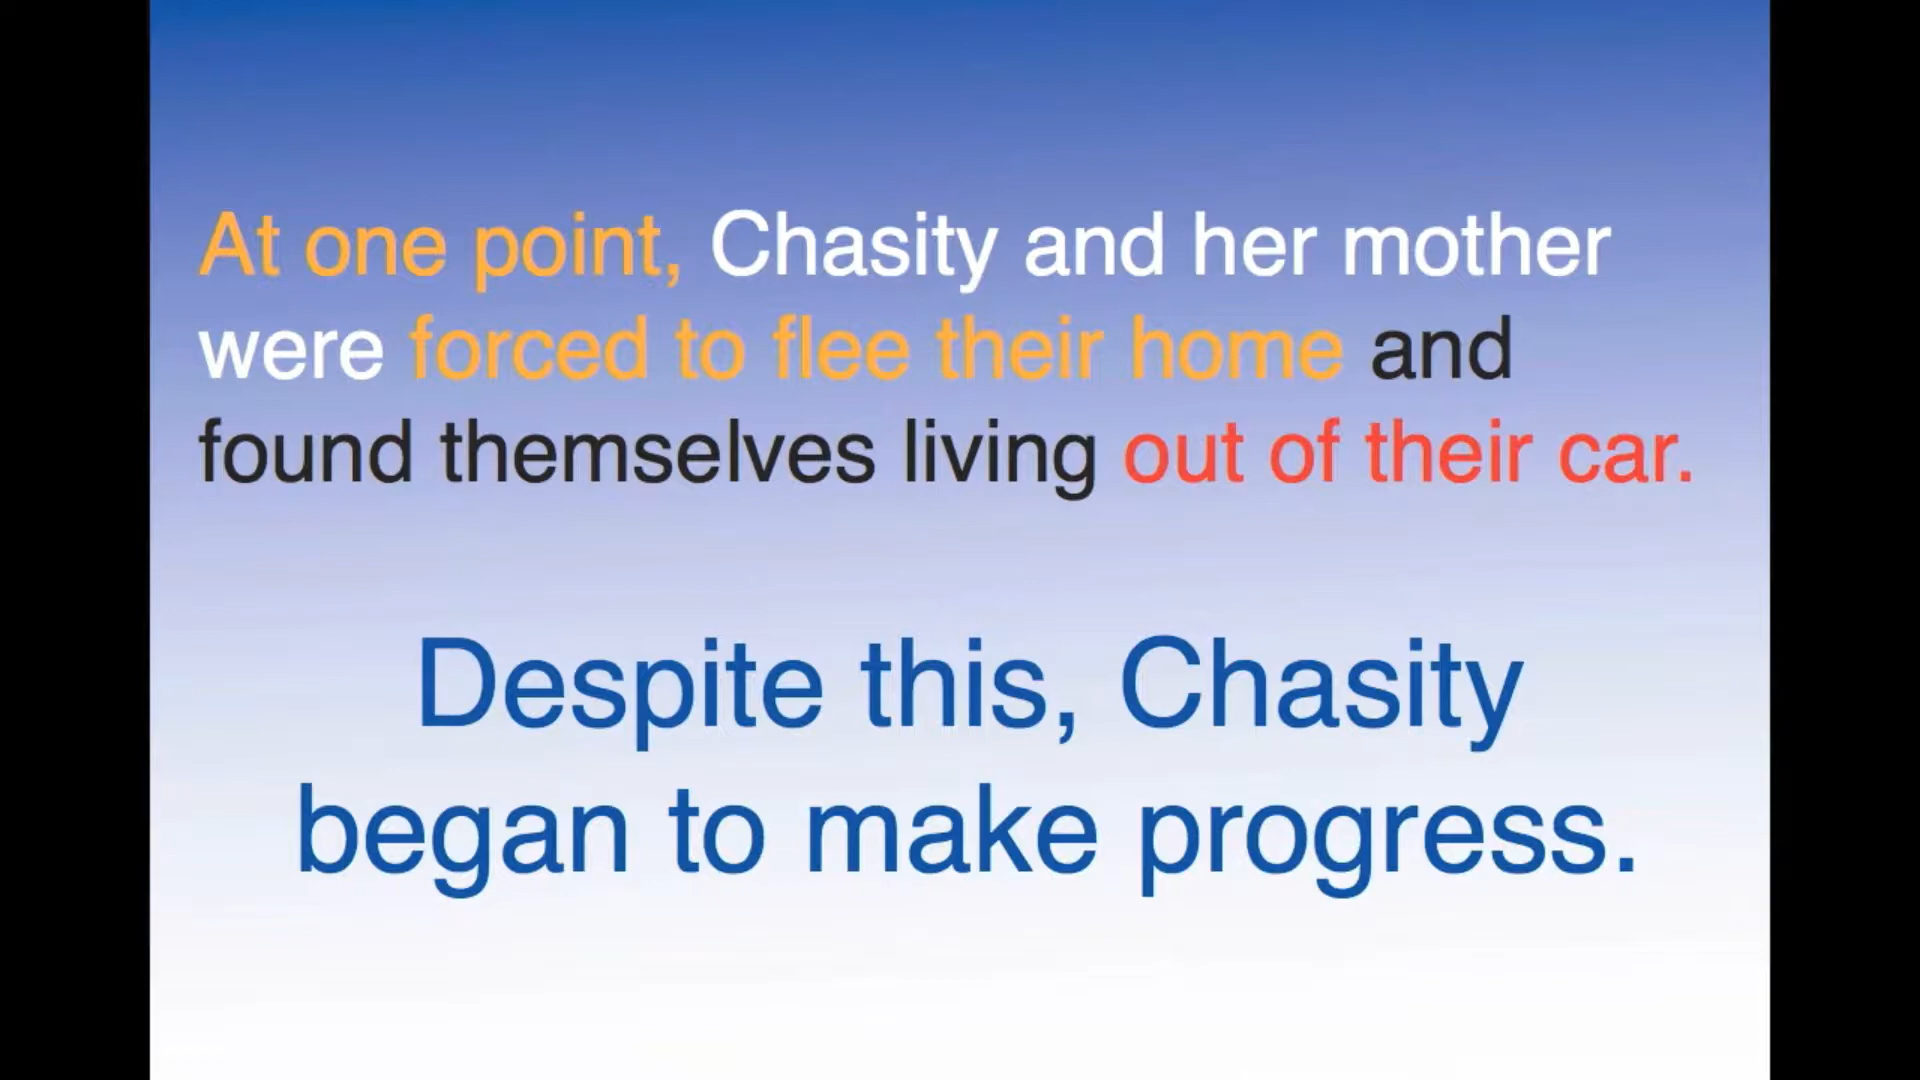 At one point, Chasity and her mother
were forced to flee their home and
found themselves living out of their car.
Despite this, Chasity
began to make progress.